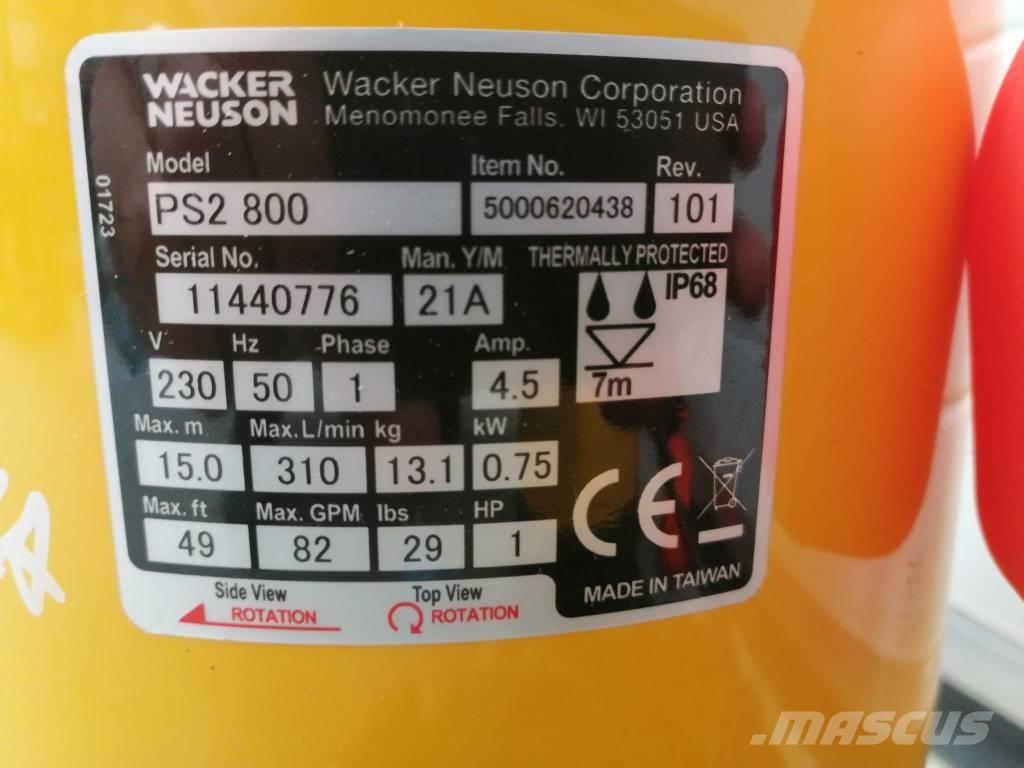 WACKER
NEUSON
Wacker Neuson Corporation
Menomonee Falls. WI 53051 USA
01723
Model Item No. Rev.
PS2 800 5000620438 101
Serial No. Man. Y/M THERMALLY PROTECTED
11440776 21A IP68
7m
V Hz Phase Amp.
230 50 1 4.5
Max. m Max. L/min kg kW
15.0 310 13.1 0.75
Max. ft Max. GPM lbs HP
49 82 29 1
CE
MADE IN TAIWAN
Side View Top View
ROTATION ROTATION
MASCUS